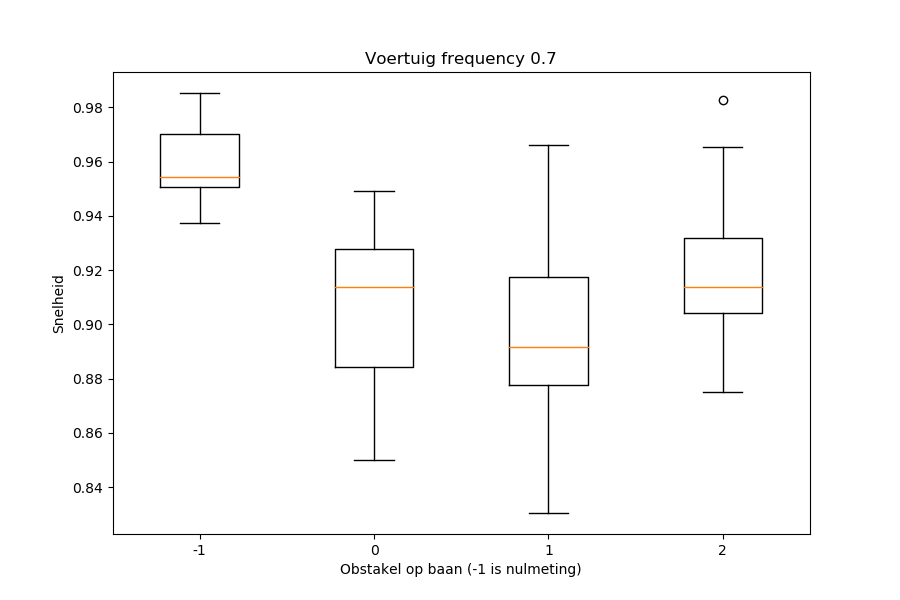 Voertuig frequency 0.7
0.98
0.96
0.94
0.92
0.90
0.88
0.86
0.84
Snelheid
-1 0 1 2
Obstakel op baan (-1 is nulmeting)